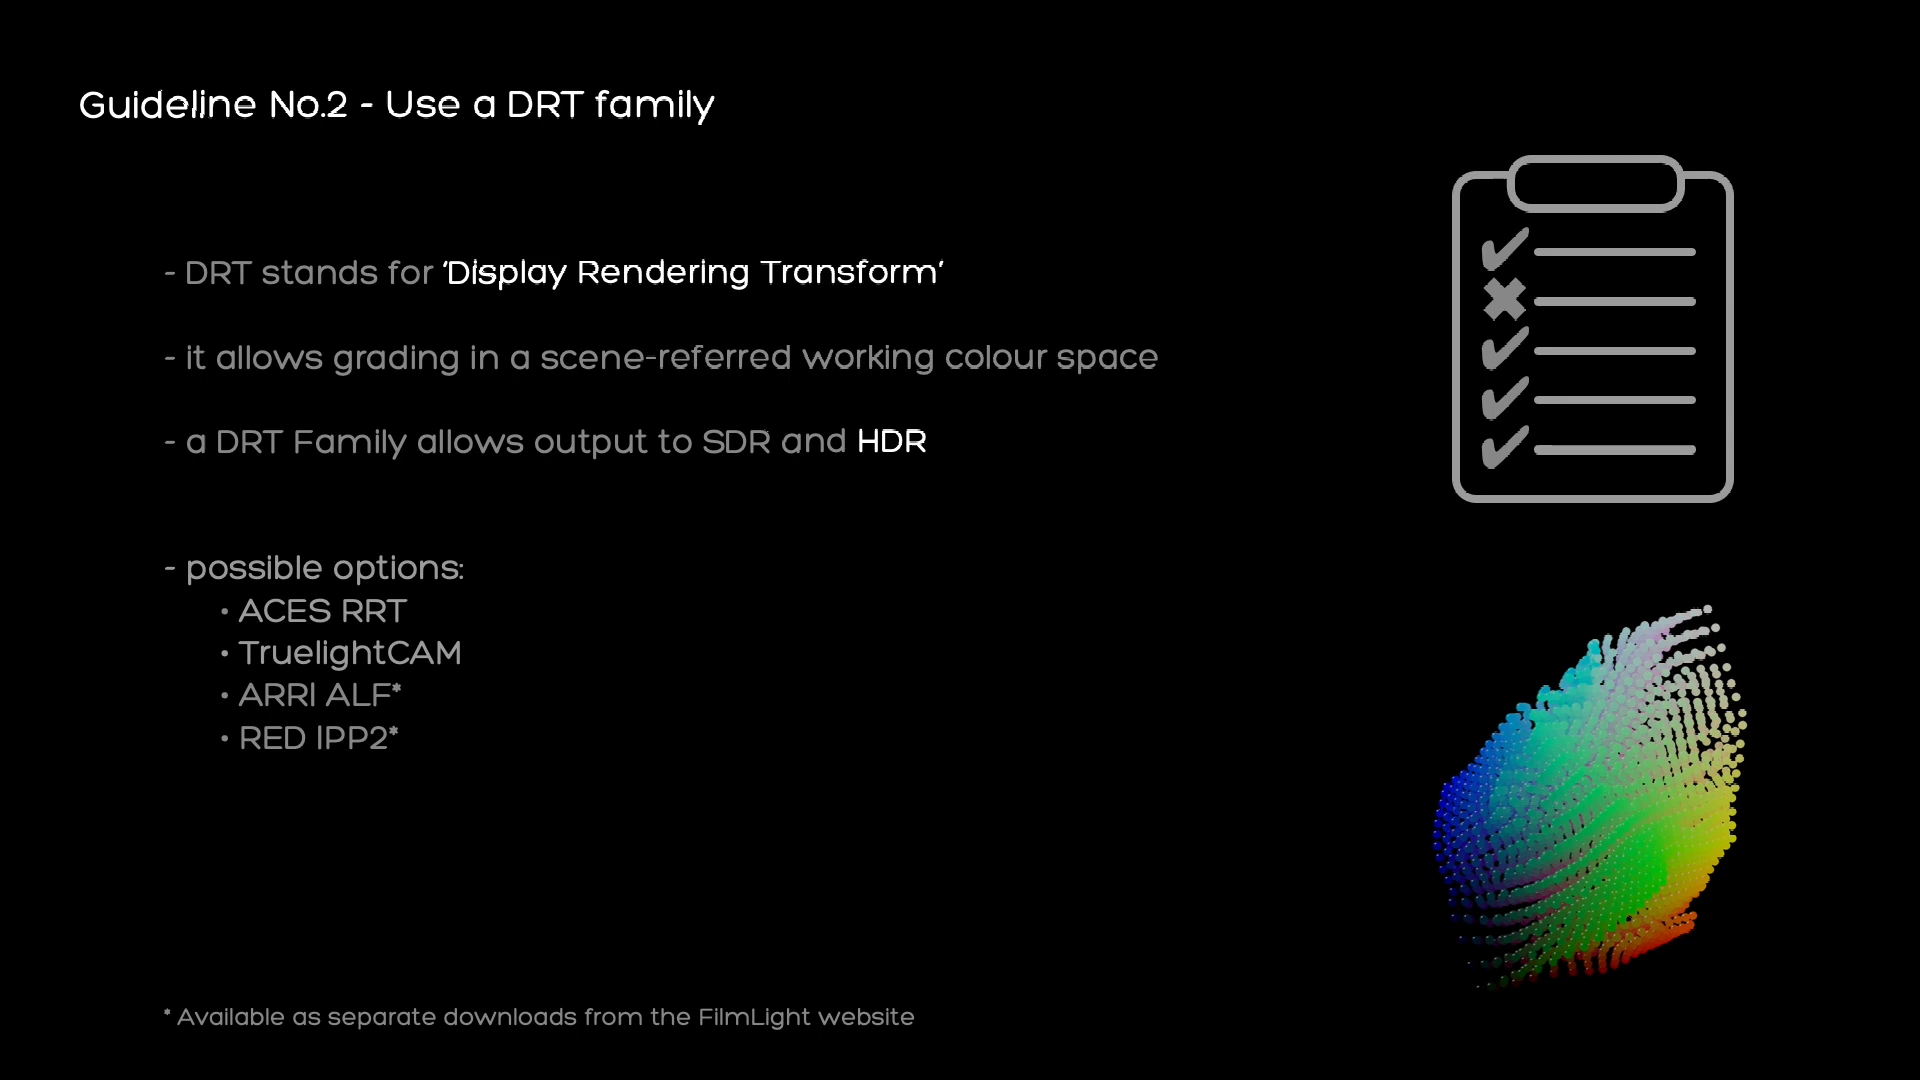 Guideline No.2 - Use a DRT family
- DRT stands for 'Display Rendering Transform'
- it allows grading in a scene-referred working colour space
- a DRT Family allows output to SDR and HDR
- possible options:
• ACES RRT
• TruelightCAM
• ARRI ALF*
• RED IPP2*
* Available as separate downloads from the FilmLight website